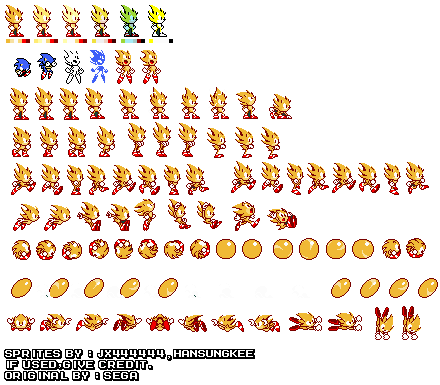 SPRITES BY : JX444444,HANSUNGKEE
IF USED:GIVE CREDIT.
ORIGINAL BY : SEGA